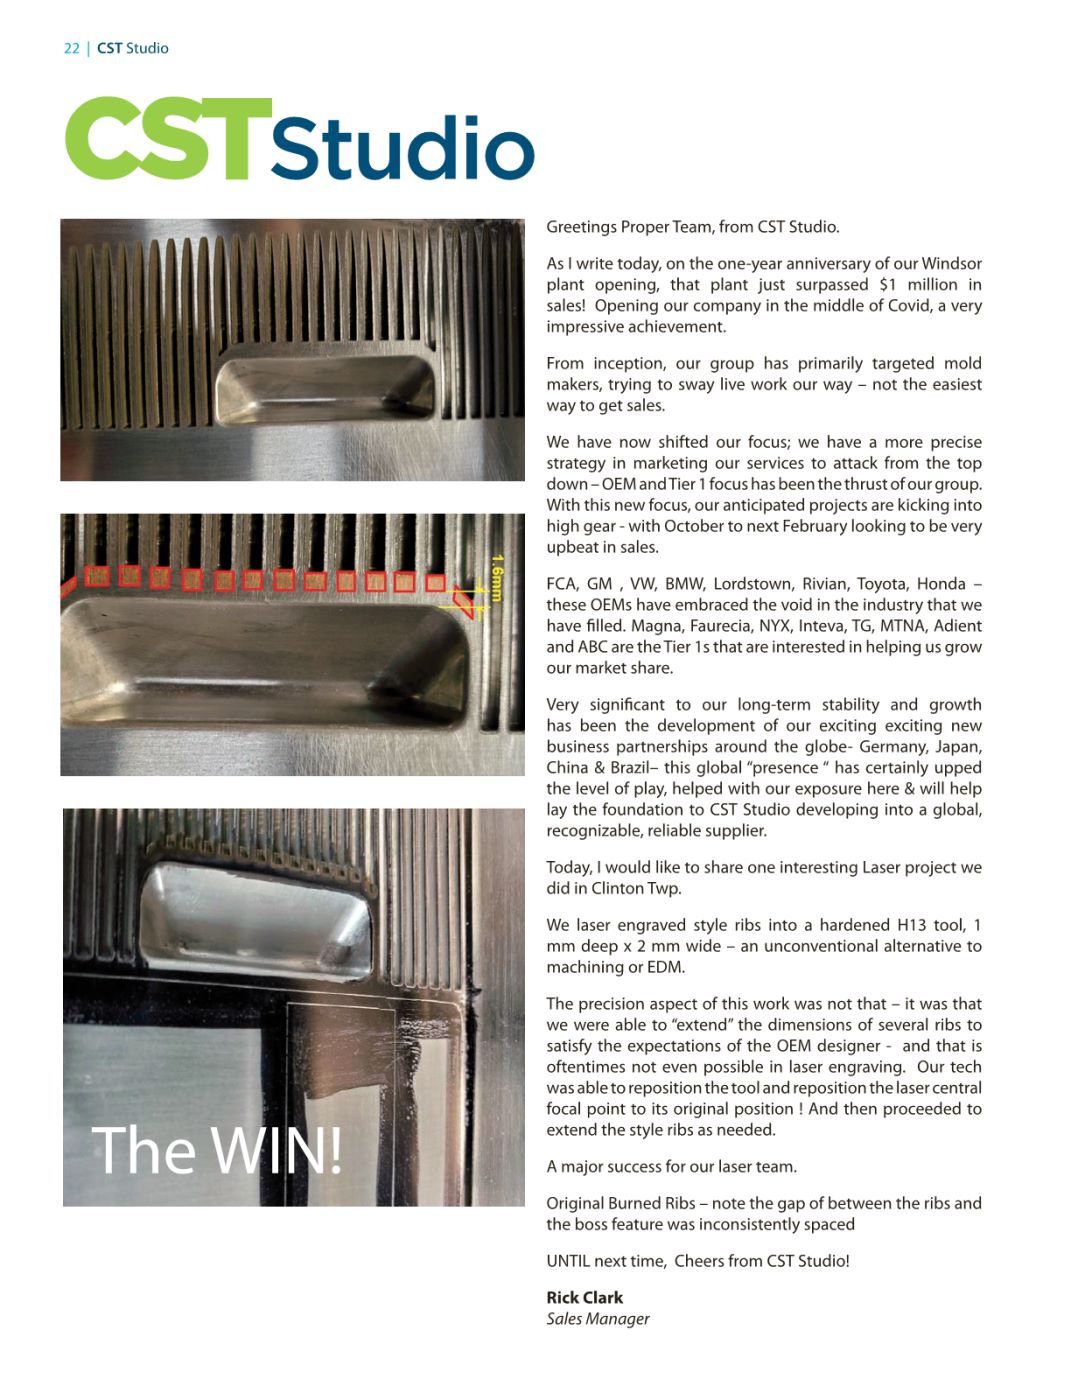 22 | CST Studio
CSTStudio
1.6mm
The WIN!
Greetings Proper Team, from CST Studio.
As I write today, on the one-year anniversary of our Windsor
plant opening, that plant just surpassed $1 million in
sales!  Opening our company in the middle of Covid, a very
impressive achievement.
From inception, our group has primarily targeted mold
makers, trying to sway live work our way – not the easiest
way to get sales.
We have now shifted our focus; we have a more precise
strategy in marketing our services to attack from the top
down – OEM and Tier 1 focus has been the thrust of our group.
With this new focus, our anticipated projects are kicking into
high gear - with October to next February looking to be very
upbeat in sales.
FCA, GM , VW, BMW, Lordstown, Rivian, Toyota, Honda –
these OEMs have embraced the void in the industry that we
have filled. Magna, Faurecia, NYX, Inteva, TG, MTNA, Adient
and ABC are the Tier 1s that are interested in helping us grow
our market share.
Very significant to our long-term stability and growth
has been the development of our exciting exciting new
business partnerships around the globe- Germany, Japan,
China & Brazil– this global “presence “ has certainly upped
the level of play, helped with our exposure here & will help
lay the foundation to CST Studio developing into a global,
recognizable, reliable supplier.
Today, I would like to share one interesting Laser project we
did in Clinton Twp.
We laser engraved style ribs into a hardened H13 tool, 1
mm deep x 2 mm wide – an unconventional alternative to
machining or EDM.
The precision aspect of this work was not that – it was that
we were able to “extend” the dimensions of several ribs to
satisfy the expectations of the OEM designer -  and that is
oftentimes not even possible in laser engraving.  Our tech
was able to reposition the tool and reposition the laser central
focal point to its original position ! And then proceeded to
extend the style ribs as needed.
A major success for our laser team.
Original Burned Ribs – note the gap of between the ribs and
the boss feature was inconsistently spaced
UNTIL next time,  Cheers from CST Studio!
Rick Clark
Sales Manager